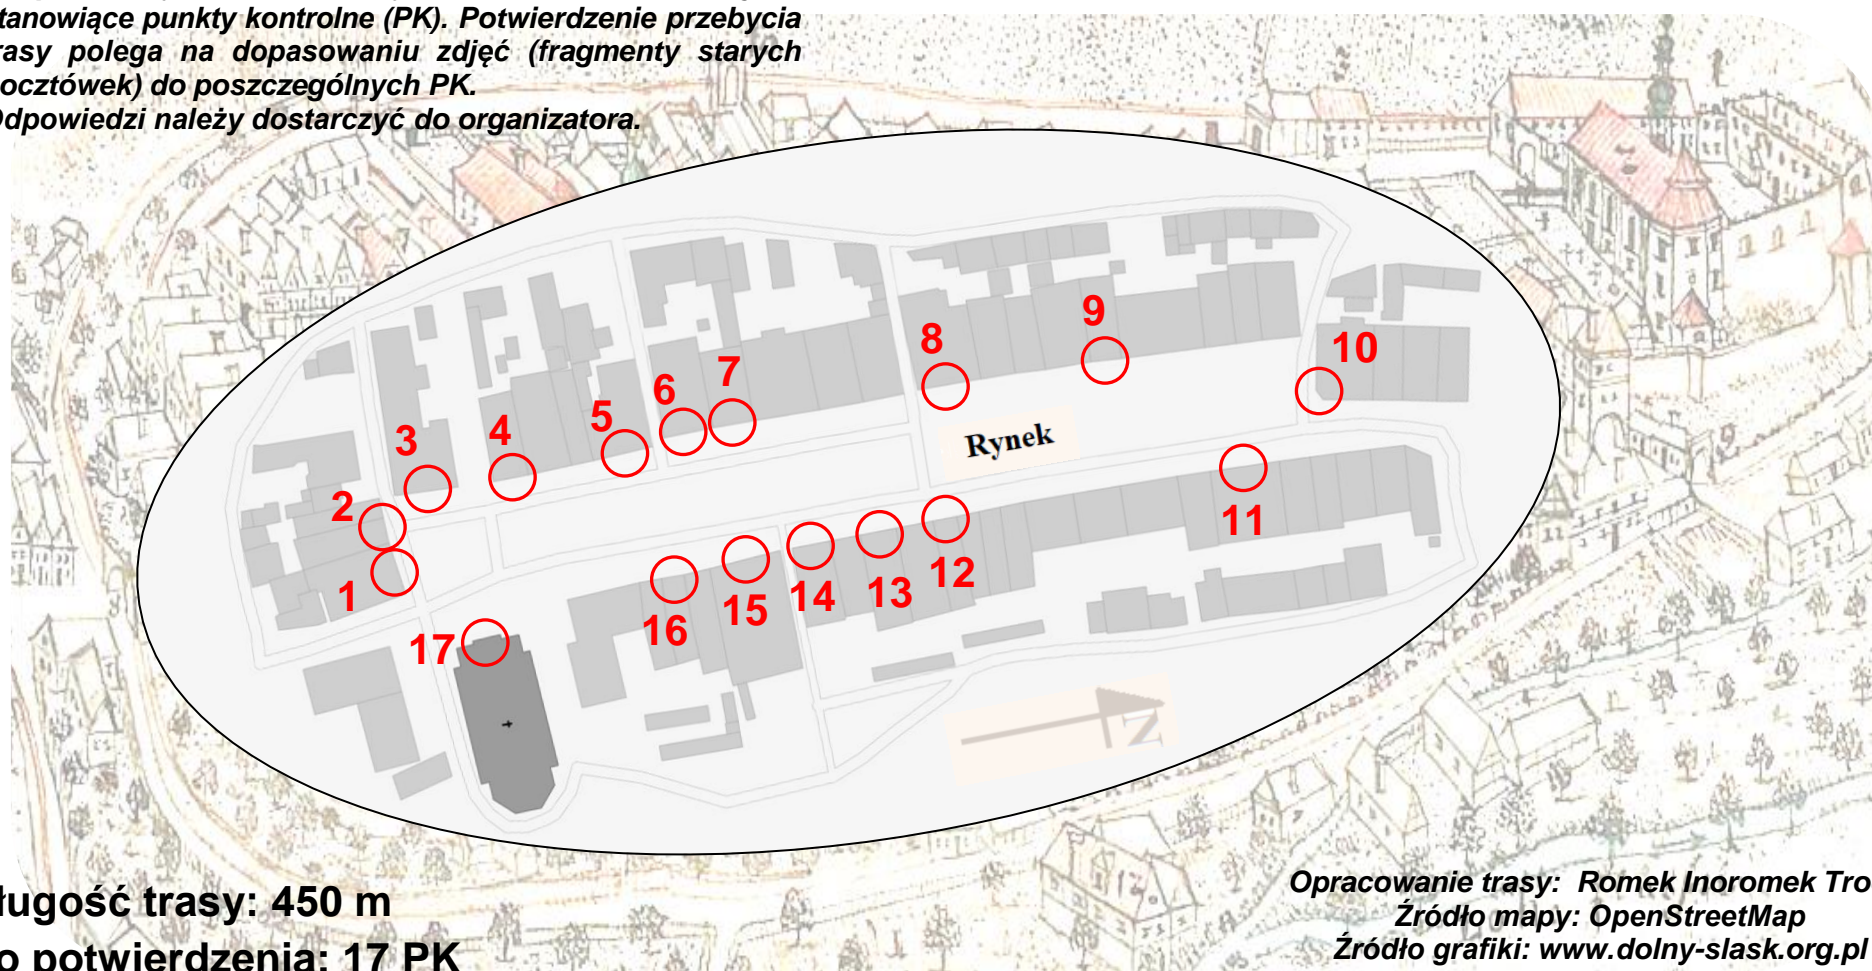 tanowiące punkty kontrolne (PK). Potwierdzenie przebycia
rasy polega na dopasowaniu zdjęć (fragmenty starych
ocztówek) do poszczególnych PK.
Odpowiedzi należy dostarczyć do organizatora.
9
8
10
7
6
5
4
3
Rynek
2
11
12
1
13
14
15
16
17
N
ługość trasy: 450 m
o potwierdzenia: 17 PK
Opracowanie trasy: Romek Inoromek Tro
Źródło mapy: OpenStreetMap
Źródło grafiki: www.dolny-slask.org.pl